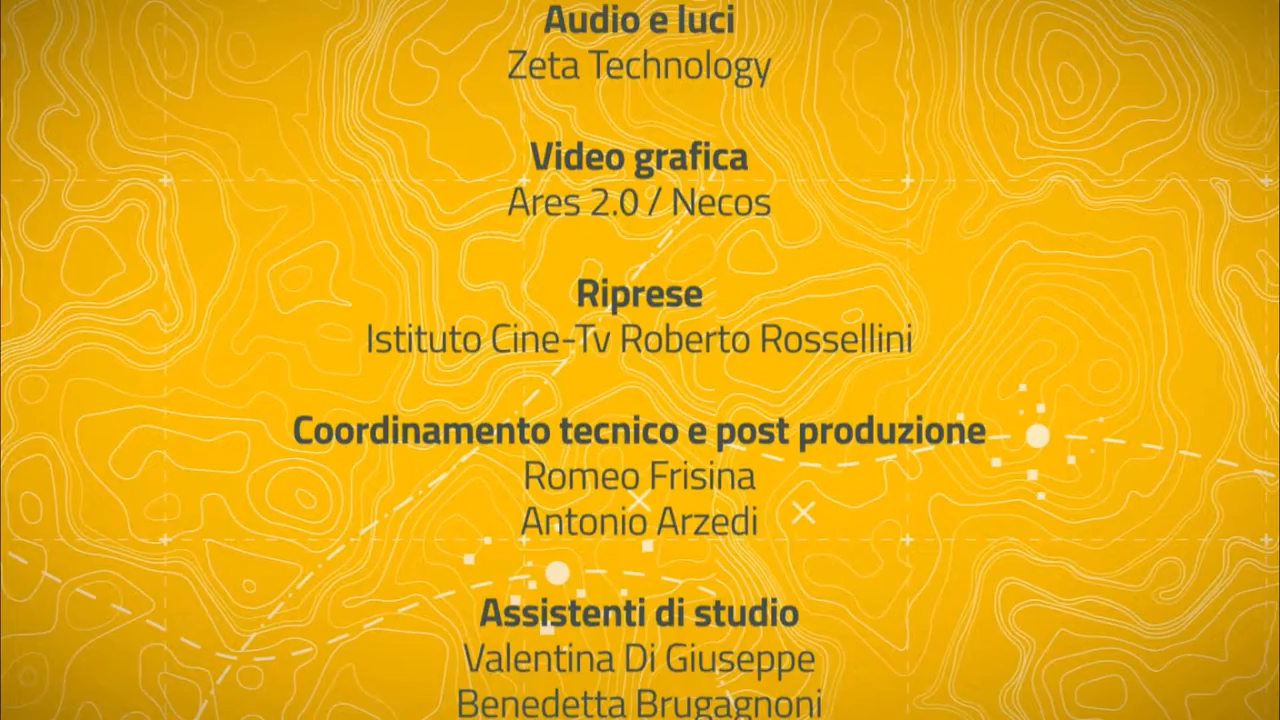 Audio e luci
Zeta Technology
Video grafica
Ares 2.0 / Necos
Riprese
Istituto Cine-Tv Roberto Rossellini
Coordinamento tecnico e post produzione
Romeo Frisina
Antonio Arzedi
Assistenti di studio
Valentina Di Giuseppe
Benedetta Brugagnoni